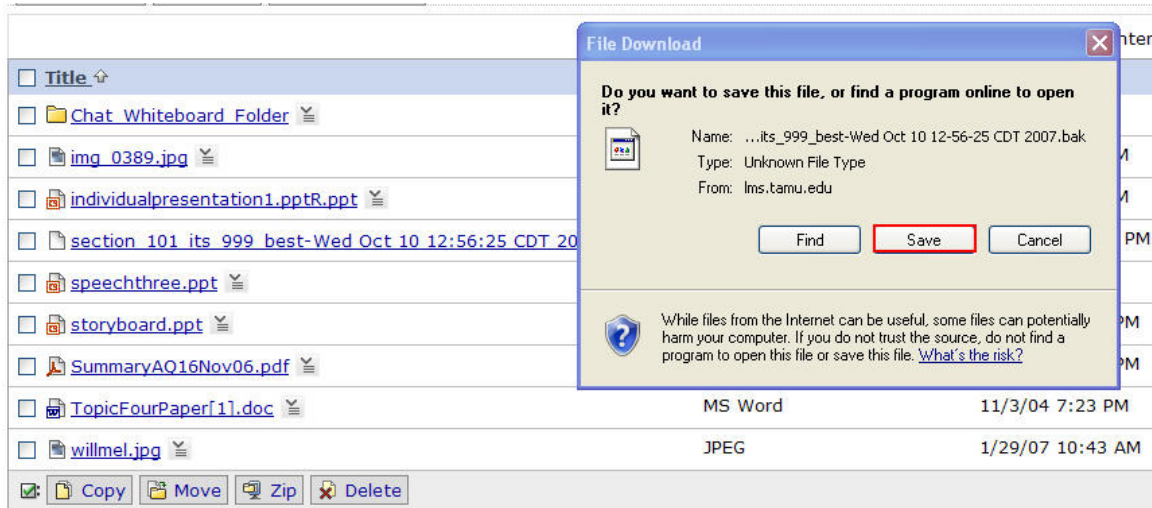 File Download
Title
Do you want to save this file, or find a program online to open
it?
Chat Whiteboard Folder
Name: ...its_999_best-Wed Oct 10 12-56-25 CDT 2007.bak
img_0389.jpg
Type: Unknown File Type
From: lms.tamu.edu
individualpresentation1.pptR.ppt
section_101_its_999_best-Wed Oct 10 12:56:25 CDT 20
Find Save Cancel
PM
speechthree.ppt
storyboard.ppt
While files from the Internet can be useful, some files can potentially
harm your computer. If you do not trust the source, do not find a
program to open this file or save this file. What's the risk?
SummaryAQ16Nov06.pdf
TopicFourPaper[1].doc MS Word 11/3/04 7:23 PM
willmel.jpg JPEG 1/29/07 10:43 AM
Copy Move Zip Delete